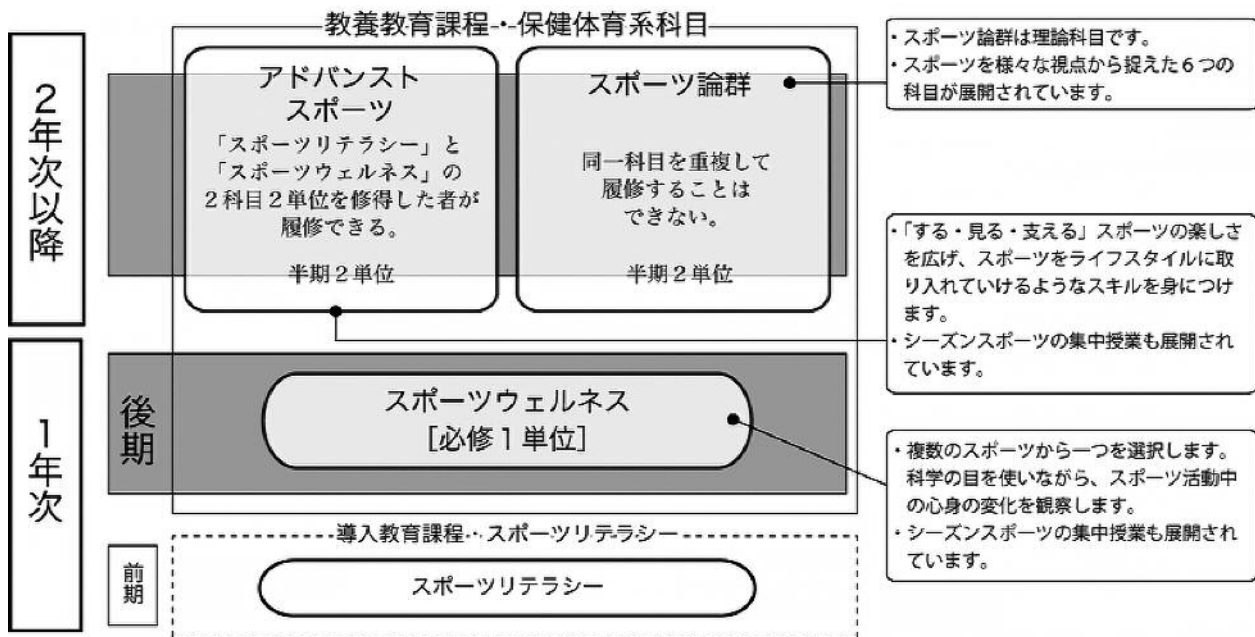 教養教育課程・・保健体育系科目
2年次以降
アドバンスト
スポーツ
「スポーツリテラシー」と
「スポーツウェルネス」の
2科目2単位を修得した者が
履修できる。
半期2単位
スポーツ論群
同一科目を重複して
履修することは
できない。
半期2単位
・スポーツ論群は理論科目です。
・スポーツを様々な視点から捉えた6つの
科目が展開されています。
・「する・見る・支える」スポーツの楽しさ
を広げ、スポーツをライフスタイルに取
り入れていけるようなスキルを身につけ
ます。
・シーズンスポーツの集中授業も展開され
ています。
1年次
後期
スポーツウェルネス
［必修1単位］
・複数のスポーツから一つを選択します。
科学の目を使いながら、スポーツ活動中
の心身の変化を観察します。
・シーズンスポーツの集中授業も展開され
ています。
導入教育課程・・スポーツリテラシー
前期
スポーツリテラシー